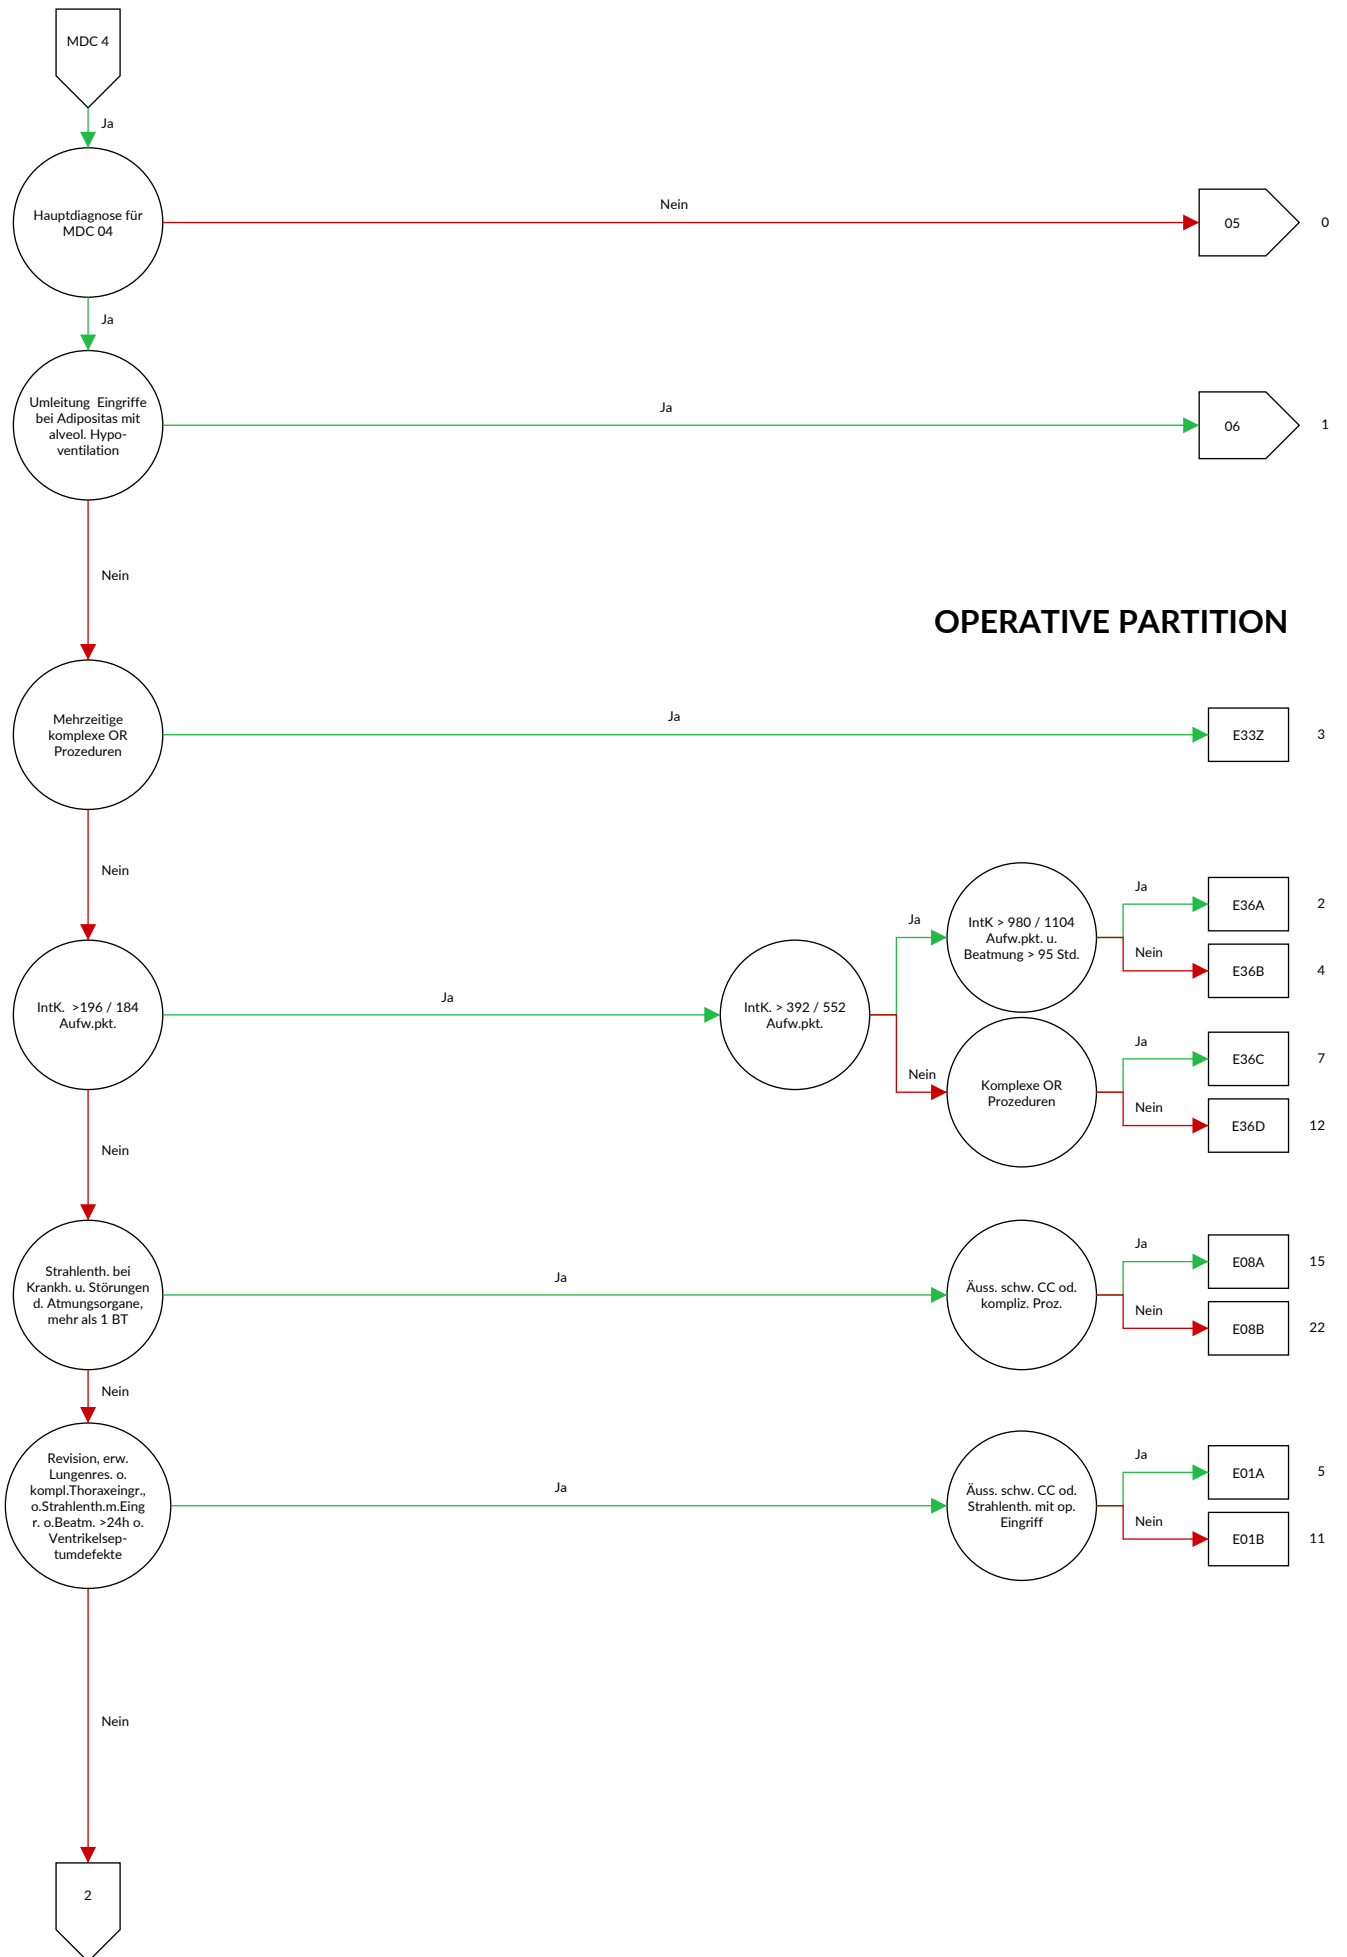 MDC 4
Ja
Hauptdiagnose für
MDC 04
Nein
05
0
Ja
Umleitung Eingriffe
bei Adipositas mit
alveol. Hypo-
ventilation
Ja
06
1
Nein
OPERATIVE PARTITION
Mehrzeitige
komplexe OR
Prozeduren
Ja
E33Z
3
Nein
IntK. >196 / 184
Aufw.pkt.
Ja
IntK. > 392 / 552
Aufw.pkt.
Ja
IntK > 980 / 1104
Aufw.pkt. u.
Beatmung > 95 Std.
Ja
E36A
2
Nein
E36B
4
Nein
Komplexe OR
Prozeduren
Ja
E36C
7
Nein
E36D
12
Nein
Strahlenth. bei
Krankh. u. Störungen
d. Atmungsorgane,
mehr als 1 BT
Ja
Äuss. schw. CC od.
kompliz. Proz.
Ja
E08A
15
Nein
E08B
22
Nein
Revision, erw.
Lungenres. o.
kompl.Thoraxeingr.,
o.Strahlenth.m.Eing
r. o.Beatm. >24h o.
Ventrikelsep-
tumdefekte
Ja
Äuss. schw. CC od.
Strahlenth. mit op.
Eingriff
Ja
E01A
5
Nein
E01B
11
Nein
2